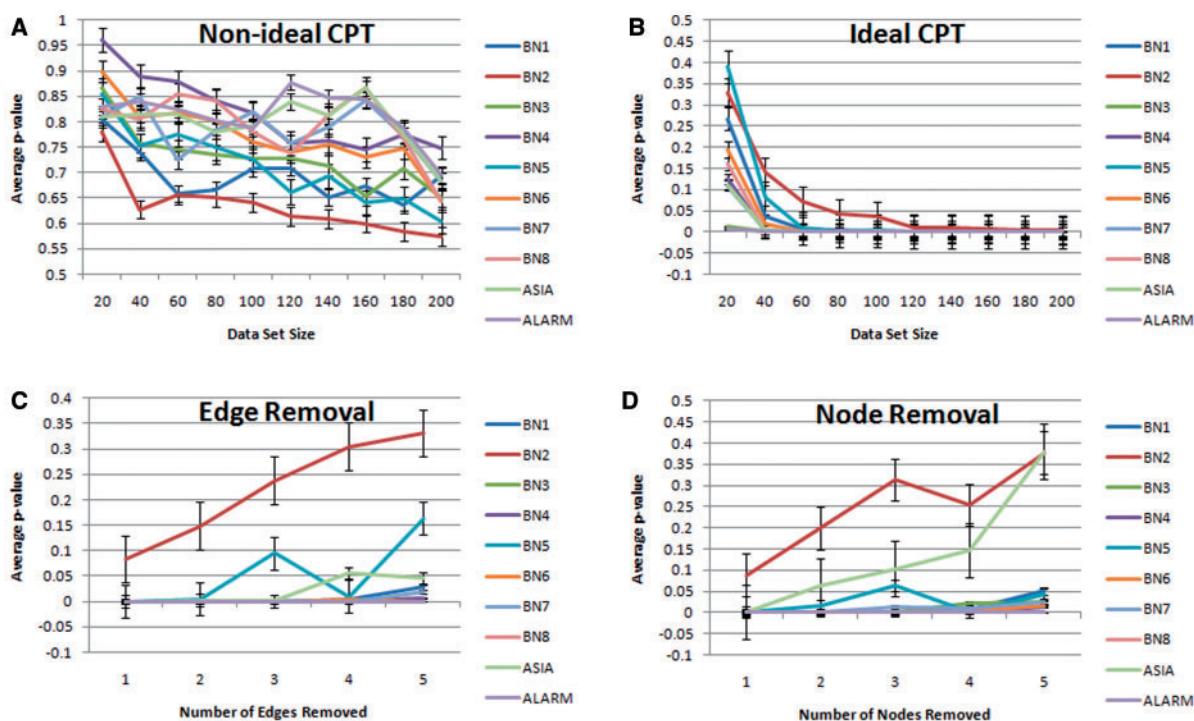 A
Non-ideal CPT
Average p-value
1
0.95
0.9
0.85
0.8
0.75
0.7
0.65
0.6
0.55
0.5
20 40 60 80 100 120 140 160 180 200
Data Set Size
BN1
BN2
BN3
BN4
BN5
BN6
BN7
BN8
ASIA
ALARM
B
Ideal CPT
Average p-value
0.5
0.45
0.4
0.35
0.3
0.25
0.2
0.15
0.1
0.05
0
-0.05
-0.1
20 40 60 80 100 120 140 160 180 200
Data Set Size
BN1
BN2
BN3
BN4
BN5
BN6
BN7
BN8
ASIA
ALARM
C
Edge Removal
Average p-value
0.4
0.35
0.3
0.25
0.2
0.15
0.1
0.05
0
-0.05
-0.1
1 2 3 4 5
Number of Edges Removed
BN1
BN2
BN3
BN4
BN5
BN6
BN7
BN8
ASIA
ALARM
D
Node Removal
Average p-value
0.5
0.45
0.4
0.35
0.3
0.25
0.2
0.15
0.1
0.05
0
-0.05
-0.1
1 2 3 4 5
Number of Nodes Removed
BN1
BN2
BN3
BN4
BN5
BN6
BN7
BN8
ASIA
ALARM